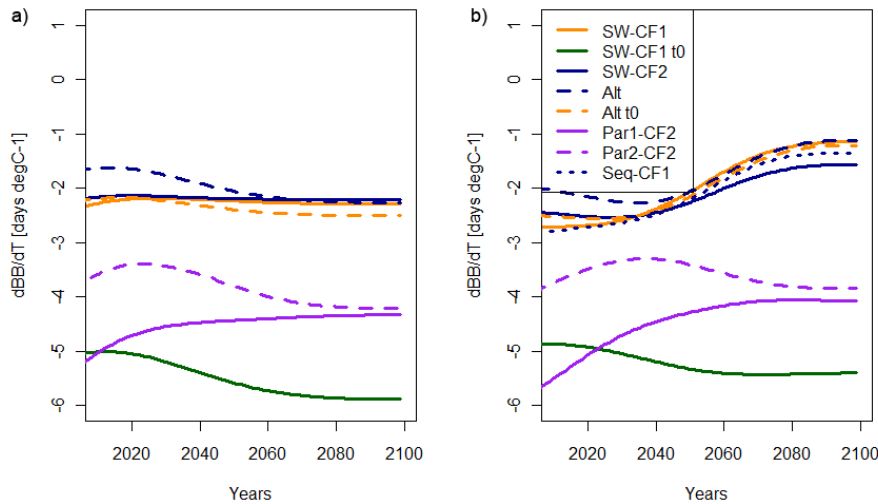 a)
dBB/dT [days degC-1]
1
0
-1
-2
-3
-4
-5
-6
2020 2040 2060 2080 2100
Years
b)
dBB/dT [days degC-1]
1
0
-1
-2
-3
-4
-5
-6
SW-CF1
SW-CF1 t0
SW-CF2
Alt
Alt t0
Par1-CF2
Par2-CF2
Seq-CF1
2020 2040 2060 2080 2100
Years